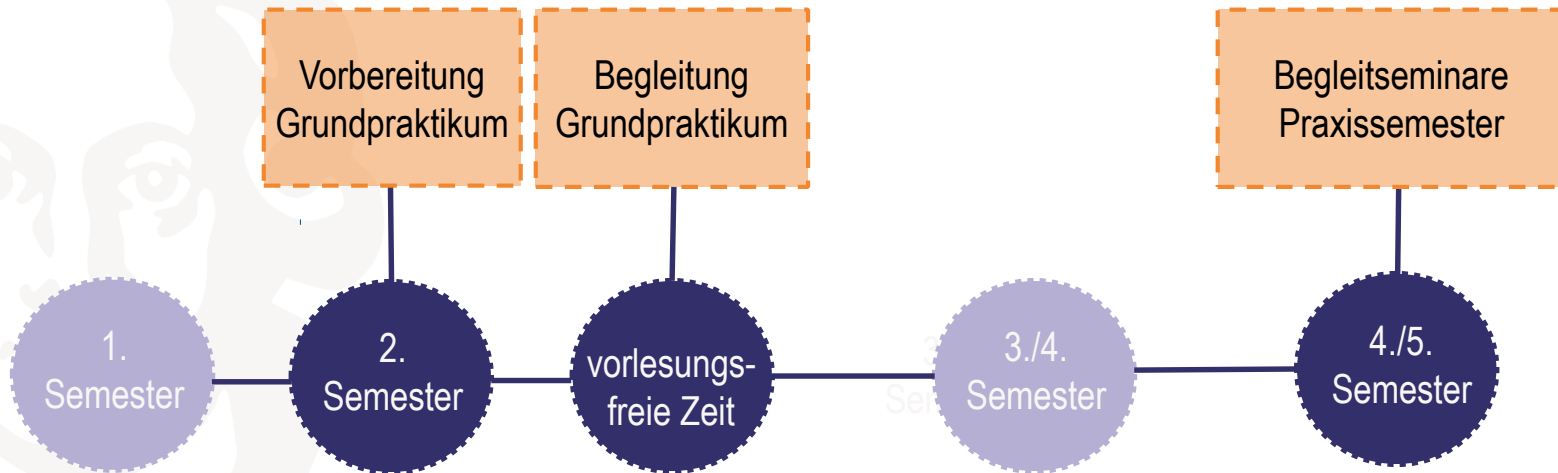 Vorbereitung
Grundpraktikum
Begleitung
Grundpraktikum
Begleitseminare
Praxissemester
1.
Semester
2.
Semester
vorlesungs-
freie Zeit
3./4.
Semester
4./5.
Semester